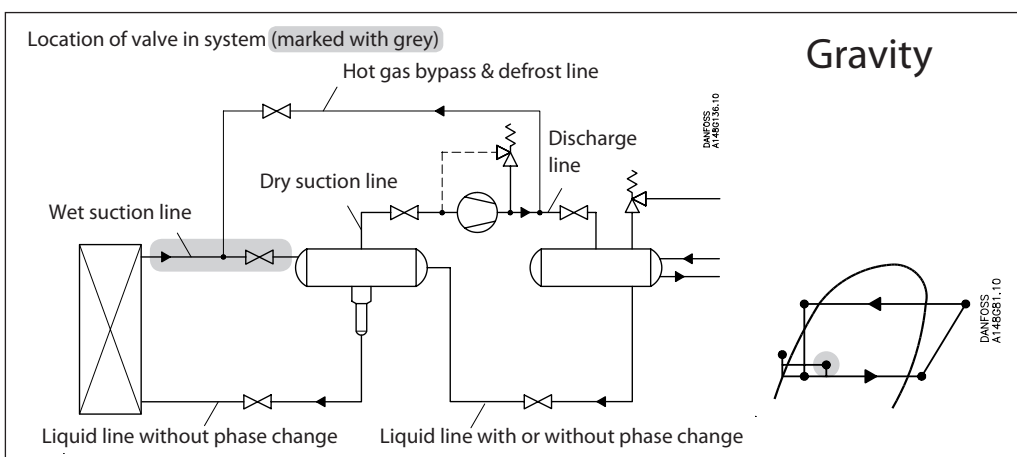 Location of valve in system (marked with grey)
Gravity
Hot gas bypass & defrost line
DANFOSS
A148G136.10
Discharge
line
Dry suction line
Wet suction line
DANFOSS
A148G81.10
Liquid line without phase change
Liquid line with or without phase change